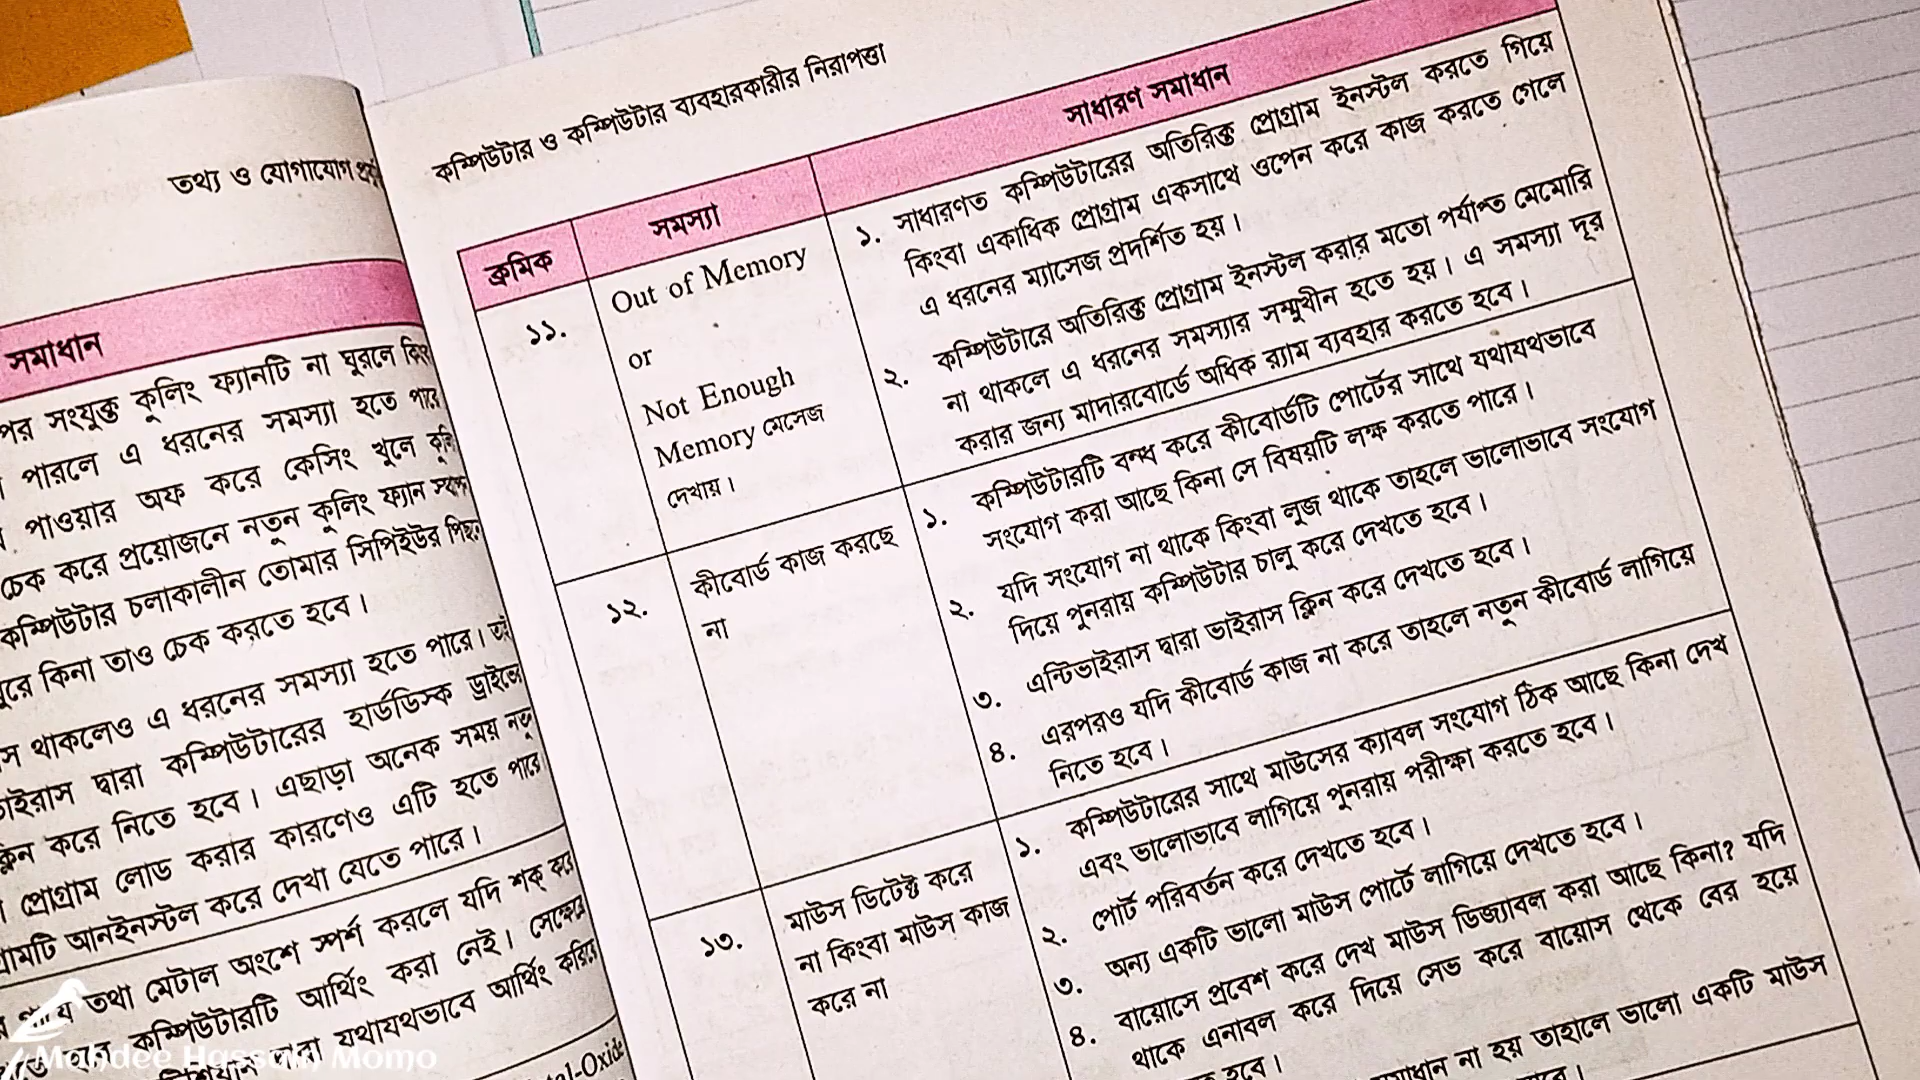 তথ্য ও যোগাযোগ
সমাধান
সংযুক্ত কুলিং ফ্যানটি না ঘুরলে
পারলে এ ধরনের সমস্যা হতে পারে
পাওয়ার অফ করে কেসিং খুলে
চেক করে প্রয়োজনে নতুন কুলিং ফ্যান
কম্পিউটার চলাকালীন তোমার সিপিইউর
কিনা তাও চেক করতে হবে।
থাকলেও এ ধরনের সমস্যা হতে পারে।
দ্বারা কম্পিউটারের হার্ডডিস্ক
করে নিতে হবে। এছাড়া অনেক সময়
প্রোগ্রাম লোড করার কারণেও এটি হতে পারে
আনইনস্টল করে দেখা যেতে পারে।
তথা মেটাল অংশে স্পর্শ করলে যদি শক্
কম্পিউটারটি আর্থিং করা নেই।
যথাযথভাবে আর্থিং
কম্পিউটার ও কম্পিউটার ব্যবহারকারীর নিরাপত্তা
ক্রমিক সমস্যা সাধারণ সমাধান
১১.
Out of Memory
or
Not Enough
Memory মেসেজ
দেখায়।
১. সাধারণত কম্পিউটারের অতিরিক্ত প্রোগ্রাম ইনস্টল করতে গিয়ে
কিংবা একাধিক প্রোগ্রাম একসাথে ওপেন করে কাজ করতে গেলে
এ ধরনের ম্যাসেজ প্রদর্শিত হয়।
২. কম্পিউটারে অতিরিক্ত প্রোগ্রাম ইনস্টল করার মতো পর্যাপ্ত মেমোরি
না থাকলে এ ধরনের সমস্যার সম্মুখীন হতে হয়। এ সমস্যা দূর
করার জন্য মাদারবোর্ডে অধিক র‍্যাম ব্যবহার করতে হবে।
১২.
কীবোর্ড কাজ করছে
না
১. কম্পিউটারটি বন্ধ করে কীবোর্ডটি পোর্টের সাথে যথাযথভাবে
সংযোগ করা আছে কিনা সে বিষয়টি লক্ষ করতে পারে।
২. যদি সংযোগ না থাকে কিংবা লুজ থাকে তাহলে ভালোভাবে সংযোগ
দিয়ে পুনরায় কম্পিউটার চালু করে দেখতে হবে।
৩. এন্টিভাইরাস দ্বারা ভাইরাস ক্লিন করে দেখতে হবে।
৪. এরপরও যদি কীবোর্ড কাজ না করে তাহলে নতুন কীবোর্ড লাগিয়ে
নিতে হবে।
১৩.
মাউস ডিটেক্ট করে
না কিংবা মাউস কাজ
করে না
১. কম্পিউটারের সাথে মাউসের ক্যাবল সংযোগ ঠিক আছে কিনা দেখ
এবং ভালোভাবে লাগিয়ে পুনরায় পরীক্ষা করতে হবে।
২. পোর্ট পরিবর্তন করে দেখতে হবে।
৩. অন্য একটি ভালো মাউস পোর্টে লাগিয়ে দেখতে হবে।
৪. বায়োসে প্রবেশ করে দেখ মাউস ডিজ্যাবল করা আছে কিনা? যদি
থাকে এনাবল করে দিয়ে সেভ করে বায়োস থেকে বের হয়ে
হবে।
না হয় তাহালে ভালো একটি মাউস
Mahdee Hassain Momo